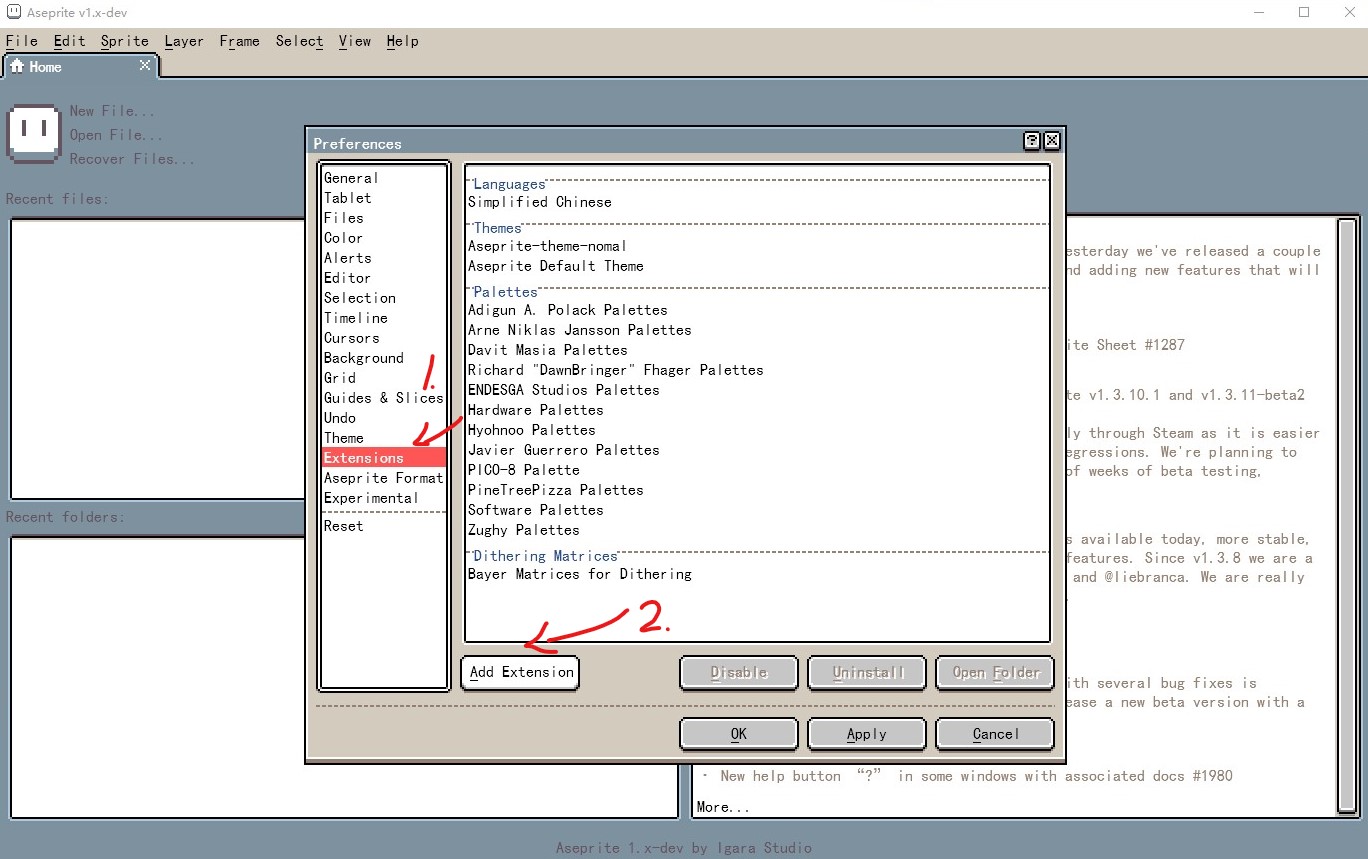 Aseprite v1.x-dev
File Edit Sprite Layer Frame Select View Help
Home
New File...
Open File...
Recover Files...
Recent files:
Recent folders:
Preferences
General
Tablet
Files
Color
Alerts
Editor
Selection
Timeline
Cursors
Background
Grid
Guides & Slices
Undo
Theme
Extensions
Aseprite Format
Experimental
Reset
1.
Languages
Simplified Chinese
Themes
Aseprite-theme-nomal
Aseprite Default Theme
Palettes
Adigun A. Polack Palettes
Arne Niklas Jansson Palettes
Davit Masia Palettes
Richard "DawnBringer" Fhager Palettes
ENDESGA Studios Palettes
Hardware Palettes
Hyohnoo Palettes
Javier Guerrero Palettes
PICO-8 Palette
PineTreePizza Palettes
Software Palettes
Zughy Palettes
Dithering Matrices
Bayer Matrices for Dithering
2.
Add Extension Disable Uninstall Open Folder
OK Apply Cancel
esterday we've released a couple
nd adding new features that will
ite Sheet #1287
te v1.3.10.1 and v1.3.11-beta2
ly through Steam as it is easier
egressions. We're planning to
of weeks of beta testing,
s available today, more stable,
features. Since v1.3.8 we are a
and @liebranca. We are really
ith several bug fixes is
ease a new beta version with a
· New help button “?” in some windows with associated docs #1980
More...
Aseprite 1.x-dev by Igara Studio